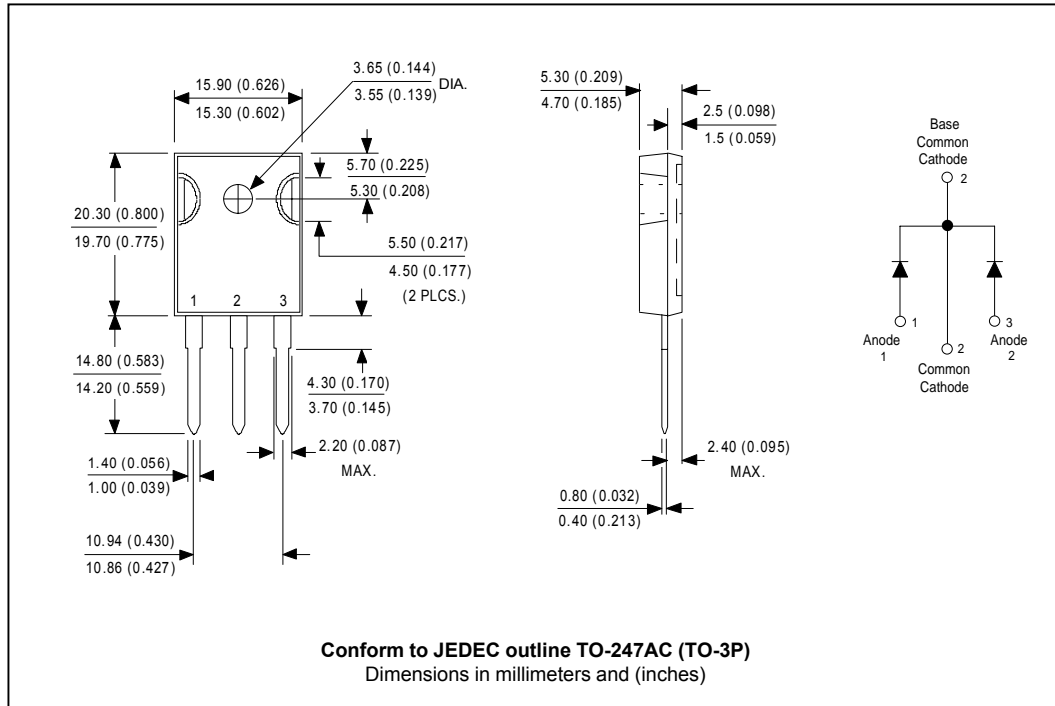 3.65 (0.144)
3.55 (0.139)
DIA.
15.90 (0.626)
15.30 (0.602)
5.70 (0.225)
5.30 (0.208)
20.30 (0.800)
19.70 (0.775)
5.50 (0.217)
4.50 (0.177)
(2 PLCS.)
1 2 3
14.80 (0.583)
14.20 (0.559)
4.30 (0.170)
3.70 (0.145)
2.20 (0.087)
MAX.
1.40 (0.056)
1.00 (0.039)
10.94 (0.430)
10.86 (0.427)
5.30 (0.209)
4.70 (0.185)
2.5 (0.098)
1.5 (0.059)
2.40 (0.095)
MAX.
0.80 (0.032)
0.40 (0.213)
Base
Common
Cathode
2
1
Anode
1
2
Common
Cathode
3
Anode
2
Conform to JEDEC outline TO-247AC (TO-3P)
Dimensions in millimeters and (inches)